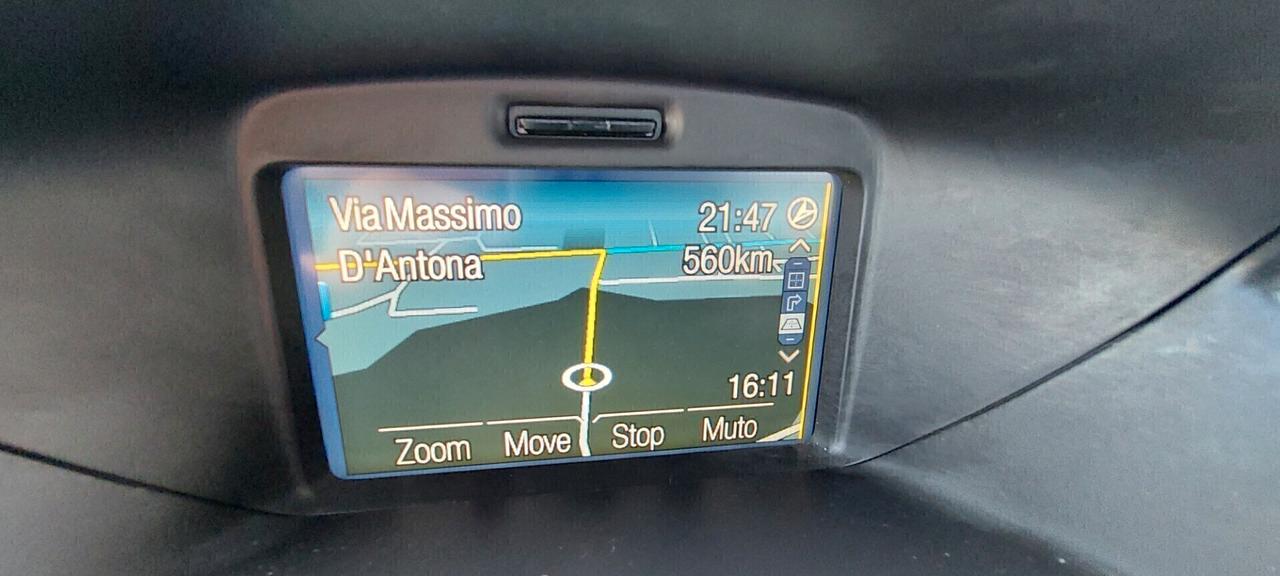 Via Massimo
D'Antona
21:47
560km
16:11
Zoom Move Stop Muto